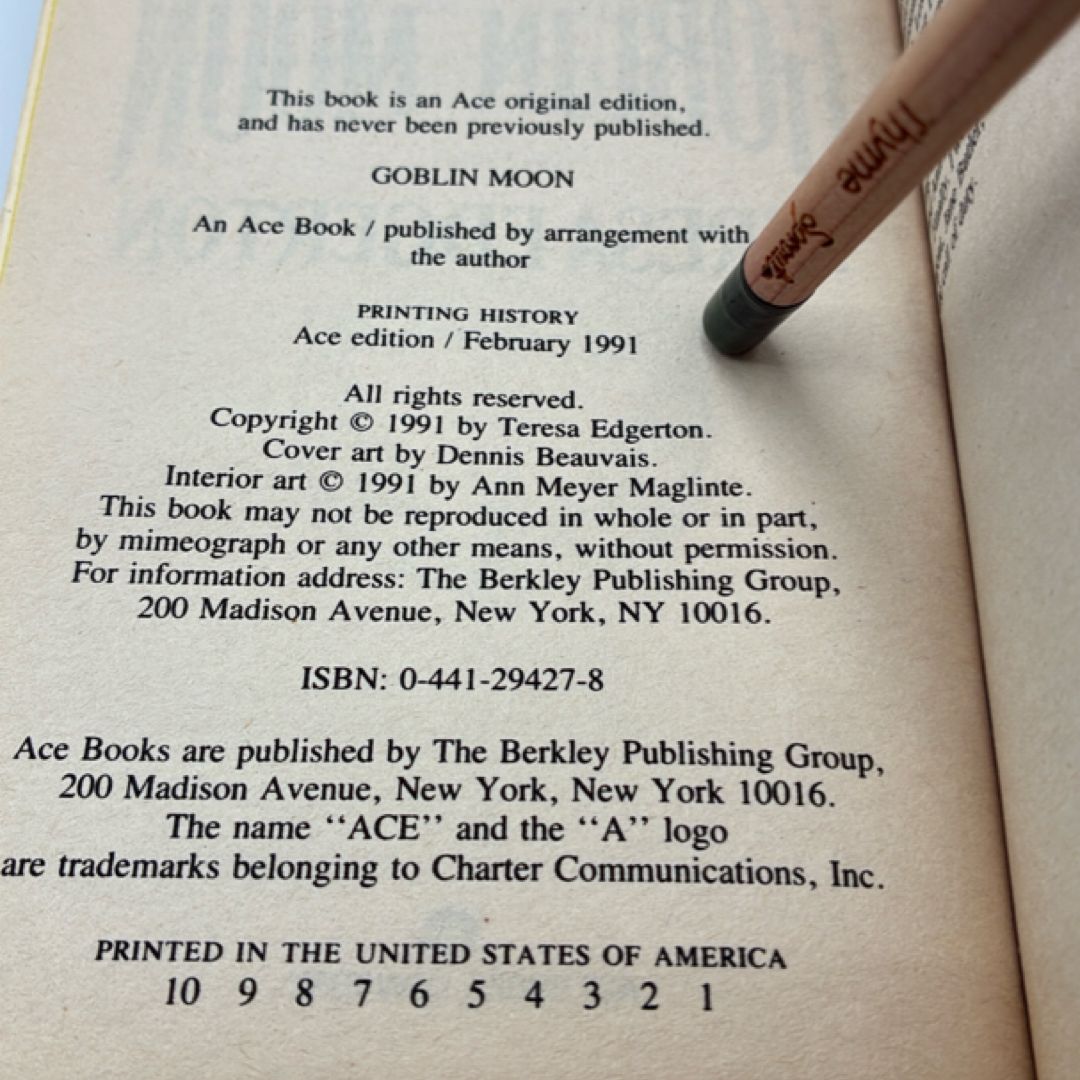 This book is an Ace original edition,
and has never been previously published.
GOBLIN MOON
An Ace Book / published by arrangement with
the author
PRINTING HISTORY
Ace edition / February 1991
All rights reserved.
Copyright © 1991 by Teresa Edgerton.
Cover art by Dennis Beauvais.
Interior art © 1991 by Ann Meyer Maglinte.
This book may not be reproduced in whole or in part,
by mimeograph or any other means, without permission.
For information address: The Berkley Publishing Group,
200 Madison Avenue, New York, NY 10016.
ISBN: 0-441-29427-8
Ace Books are published by The Berkley Publishing Group,
200 Madison Avenue, New York, New York 10016.
The name "ACE" and the "A" logo
are trademarks belonging to Charter Communications, Inc.
PRINTED IN THE UNITED STATES OF AMERICA
10 9 8 7 6 5 4 3 2 1
Thyme
sprout